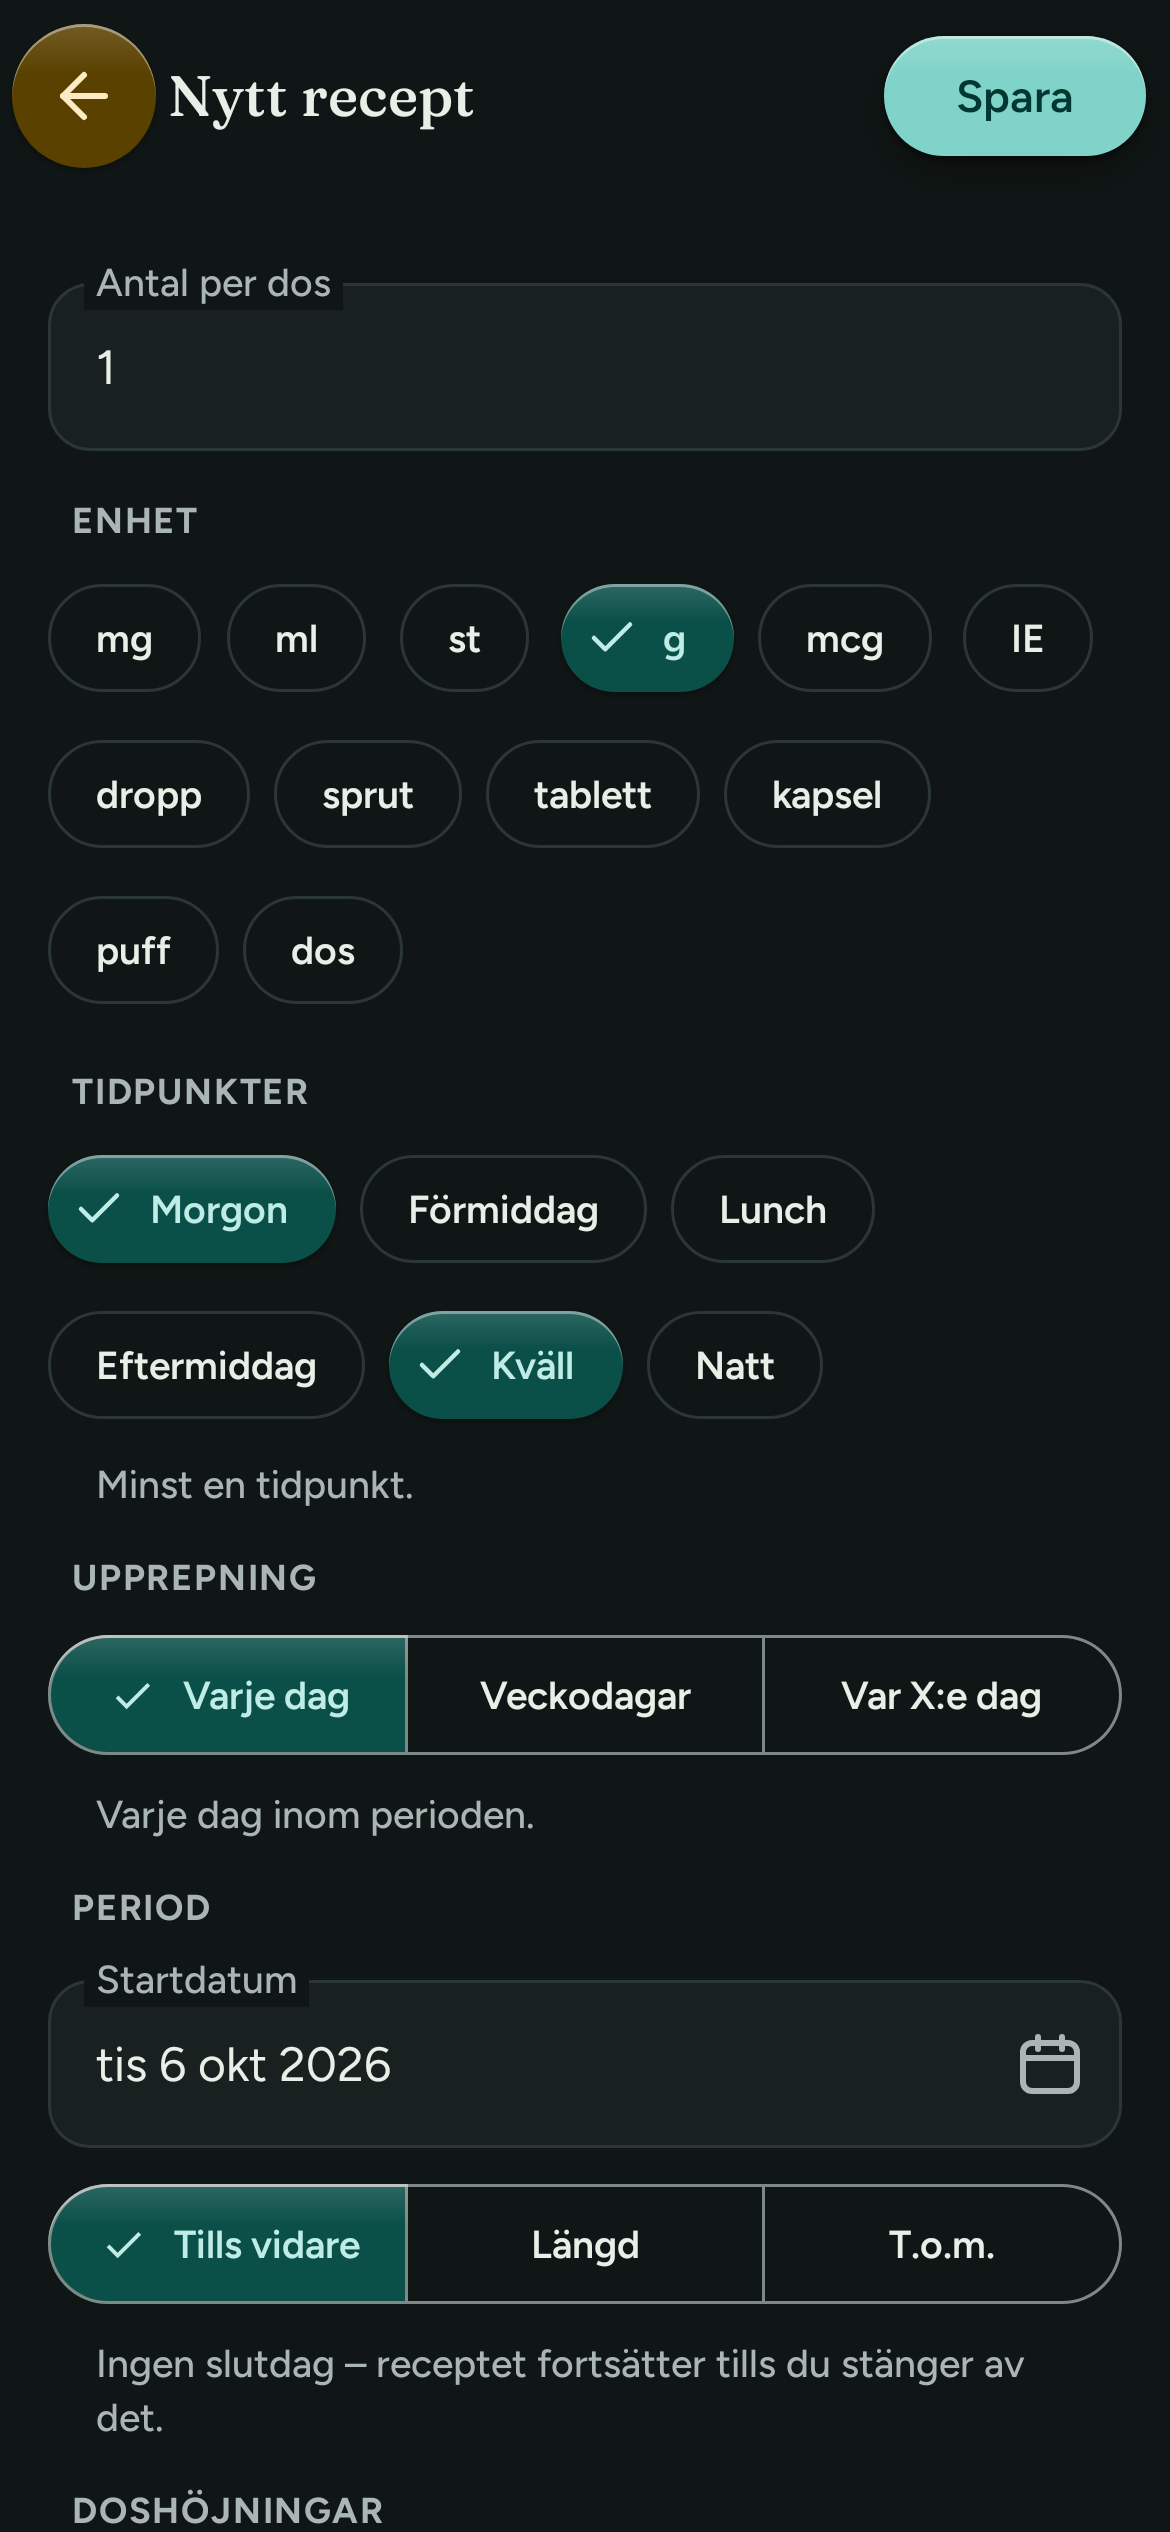 Nytt recept
Spara
Antal per dos
1
ENHET
mg ml st g mcg IE
dropp sprut tablett kapsel
puff dos
TIDPUNKTER
Morgon Förmiddag Lunch
Eftermiddag Kväll Natt
Minst en tidpunkt.
UPPREPNING
Varje dag Veckodagar Var X:e dag
Varje dag inom perioden.
PERIOD
Startdatum
tis 6 okt 2026
Tills vidare Längd T.o.m.
Ingen slutdag – receptet fortsätter tills du stänger av
det.
DOSHÖJNINGAR